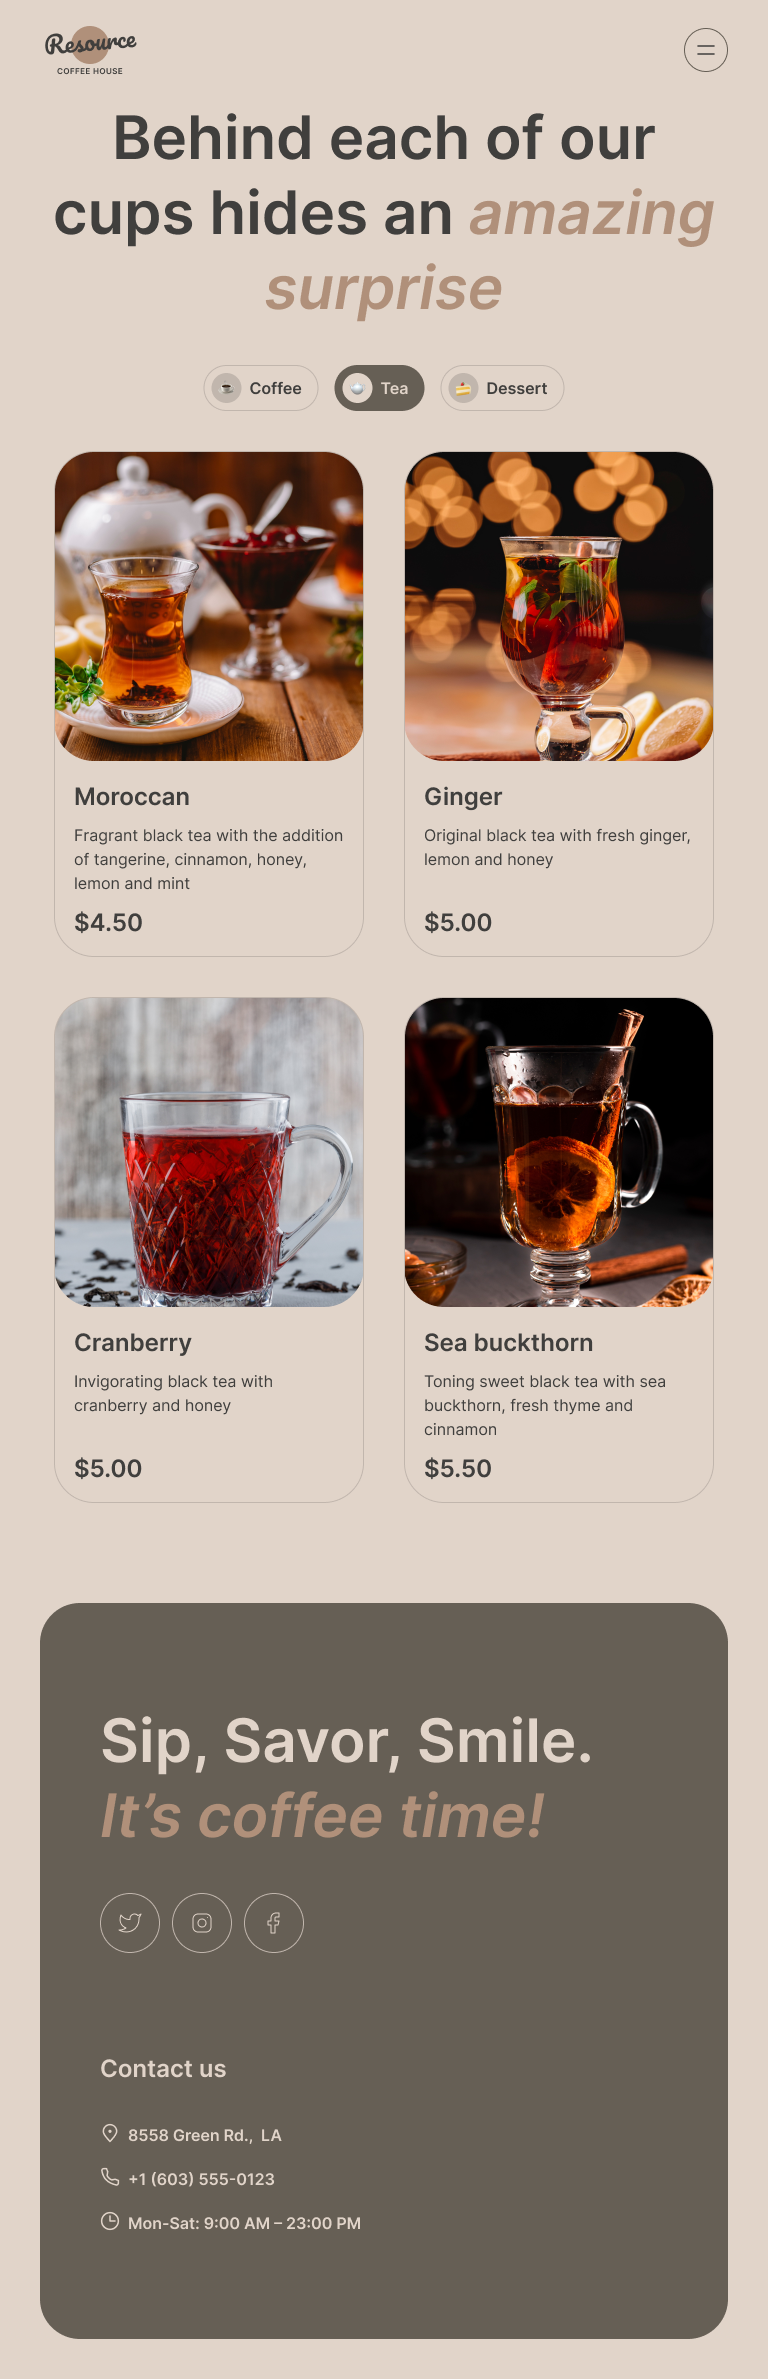 Resource
COFFEE HOUSE
Behind each of our
cups hides an amazing
surprise
Coffee
Tea
Dessert
Moroccan
Fragrant black tea with the addition
of tangerine, cinnamon, honey,
lemon and mint
$4.50
Ginger
Original black tea with fresh ginger,
lemon and honey
$5.00
Cranberry
Invigorating black tea with
cranberry and honey
$5.00
Sea buckthorn
Toning sweet black tea with sea
buckthorn, fresh thyme and
cinnamon
$5.50
Sip, Savor, Smile.
It’s coffee time!
Contact us
8558 Green Rd.,  LA
+1 (603) 555-0123
Mon-Sat: 9:00 AM – 23:00 PM